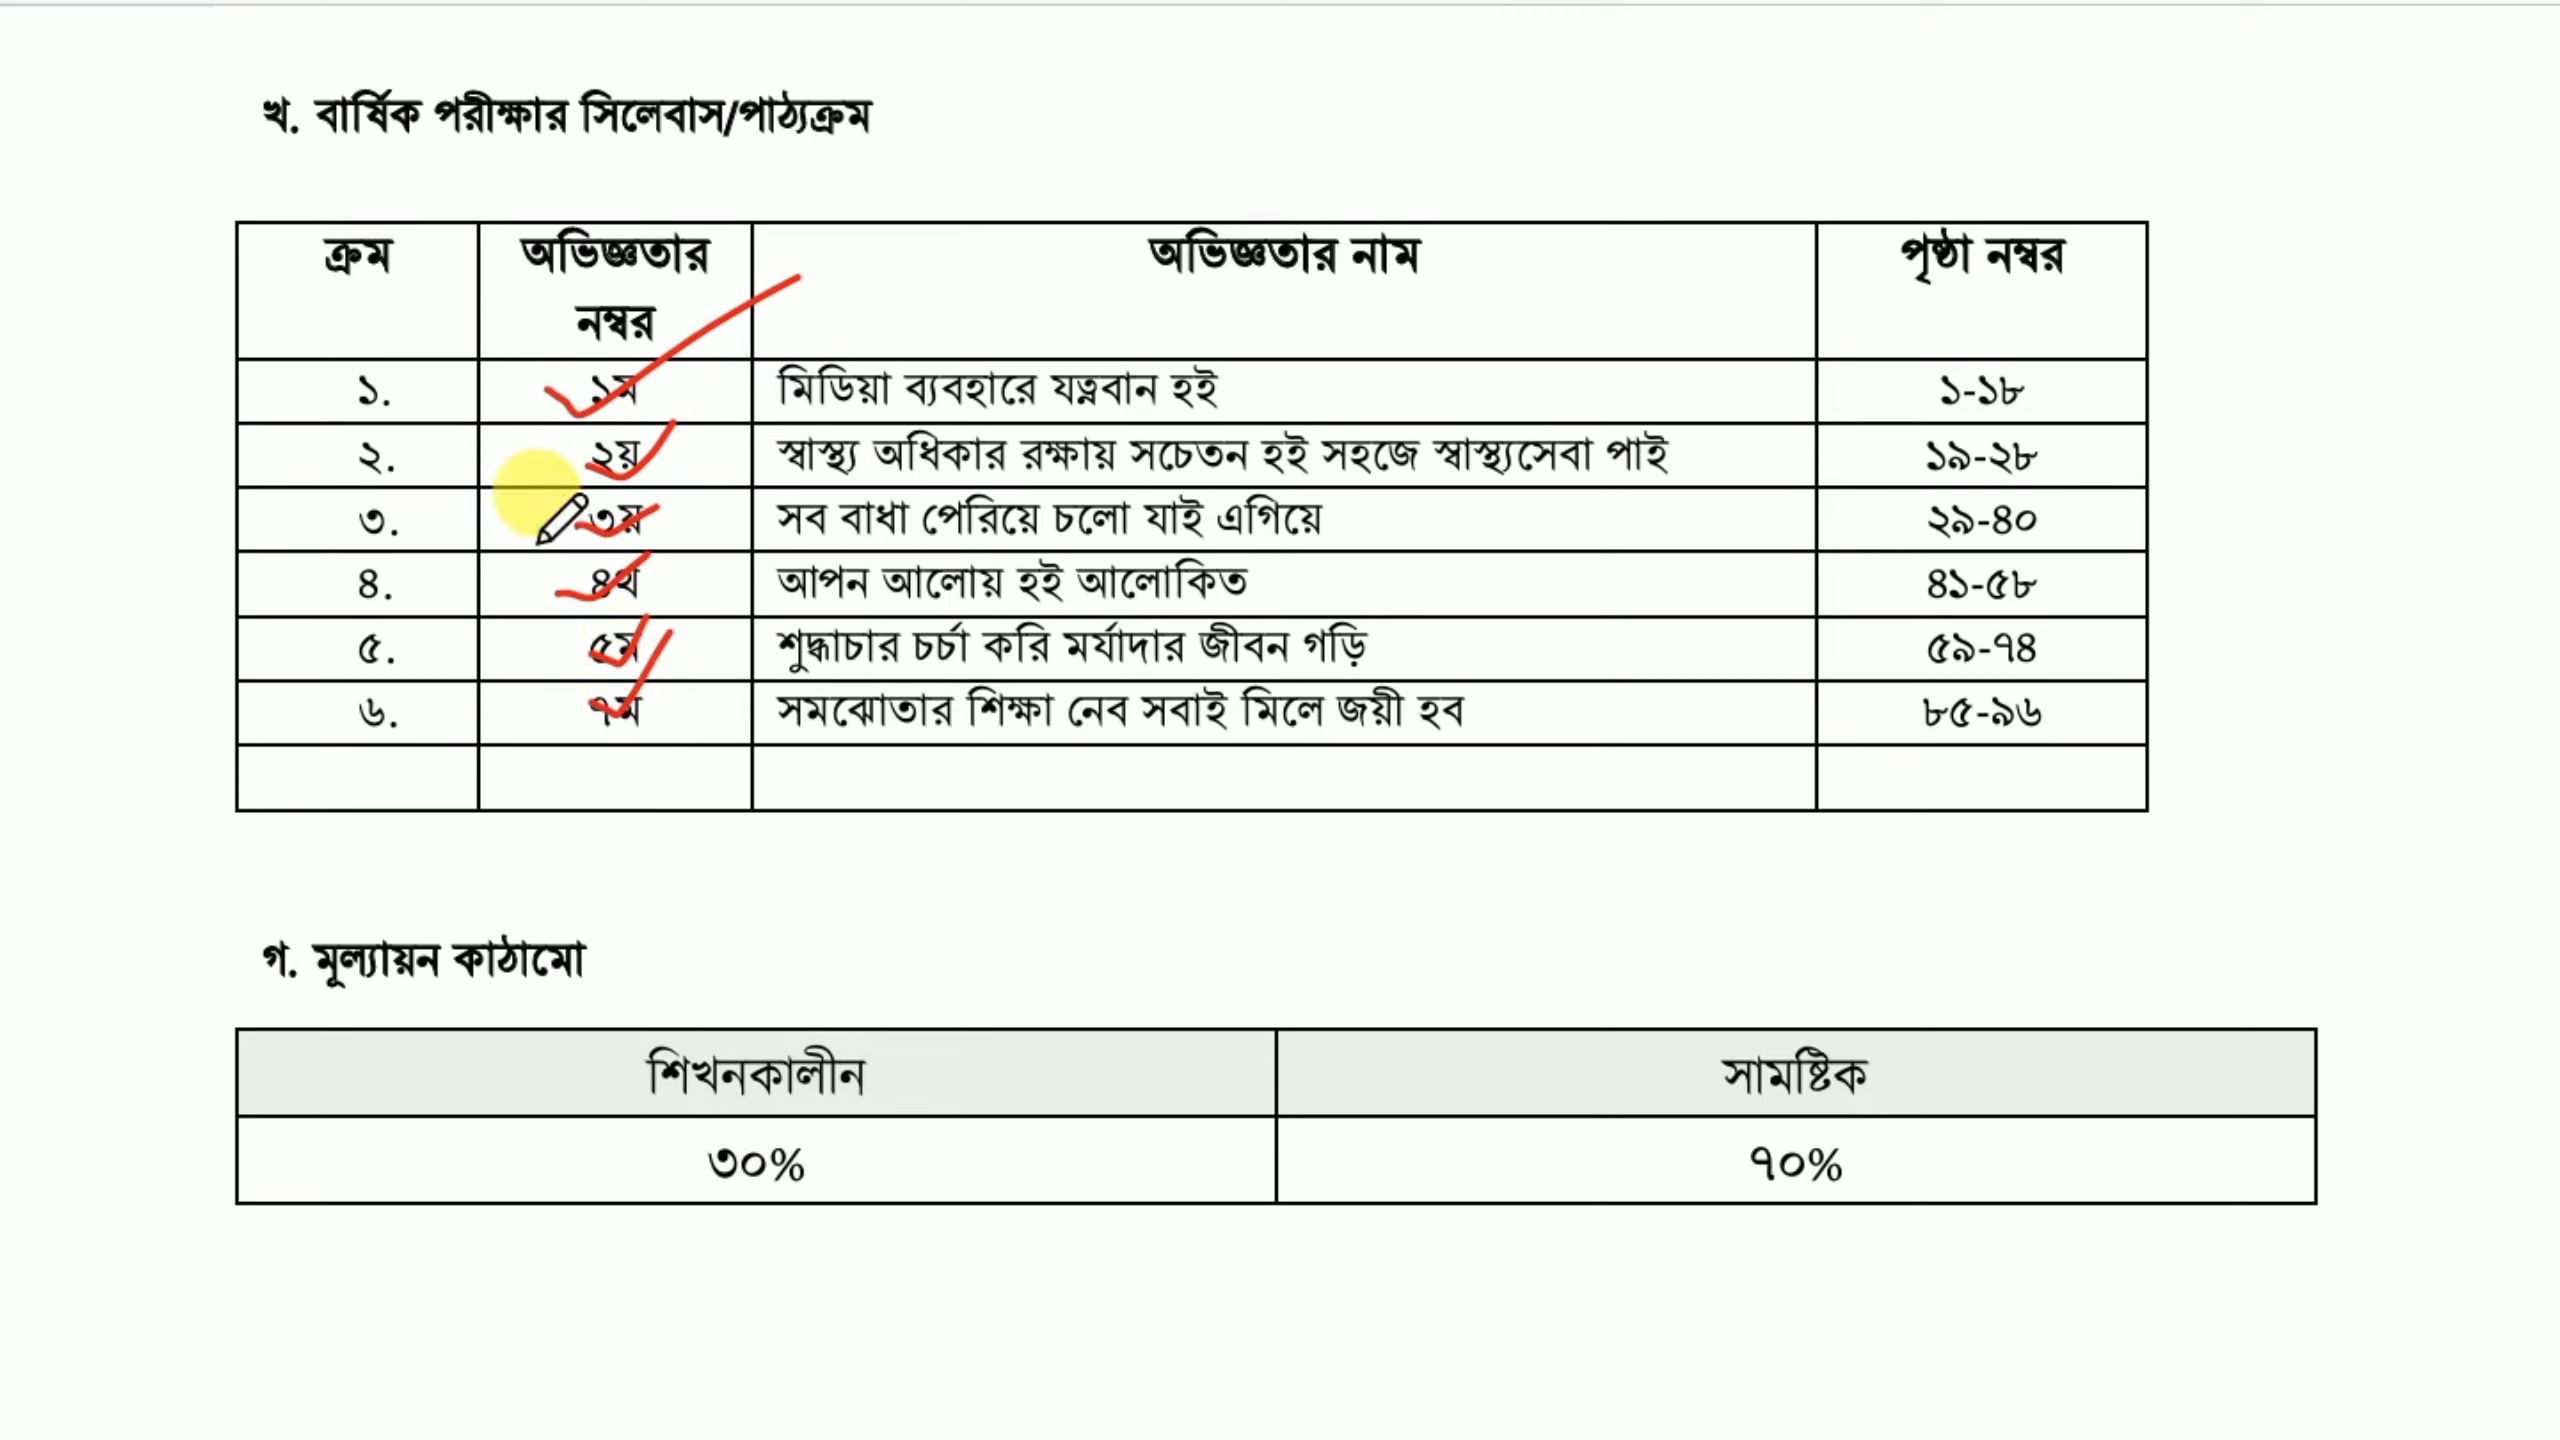 খ. বার্ষিক পরীক্ষার সিলেবাস/পাঠ্যক্রম
ক্রম অভিজ্ঞতার নম্বর অভিজ্ঞতার নাম পৃষ্ঠা নম্বর
১. ১ম মিডিয়া ব্যবহারে যত্নবান হই ১-১৮
২. ২য় স্বাস্থ্য অধিকার রক্ষায় সচেতন হই সহজে স্বাস্থ্যসেবা পাই ১৯-২৮
৩. ৩য় সব বাধা পেরিয়ে চলো যাই এগিয়ে ২৯-৪০
৪. ৪থ আপন আলোয় হই আলোকিত ৪১-৫৮
৫. ৫ম শুদ্ধাচার চর্চা করি মর্যাদার জীবন গড়ি ৫৯-৭৪
৬. ৭ম সমঝোতার শিক্ষা নেব সবাই মিলে জয়ী হব ৮৫-৯৬
গ. মূল্যায়ন কাঠামো
শিখনকালীন সামষ্টিক
৩০% ৭০%